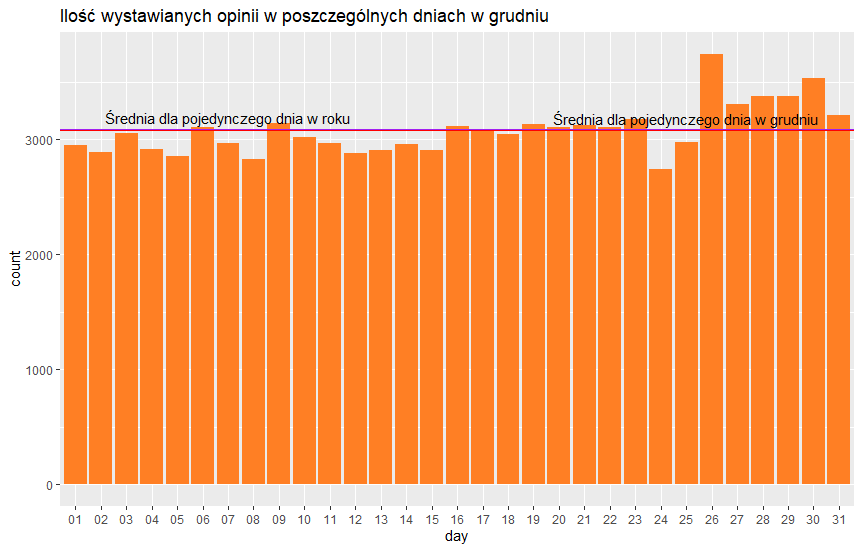 Ilość wystawianych opinii w poszczególnych dniach w grudniu
Średnia dla pojedynczego dnia w roku
Średnia dla pojedynczego dnia w grudniu
3000
2000
1000
0
count
01 02 03 04 05 06 07 08 09 10 11 12 13 14 15 16 17 18 19 20 21 22 23 24 25 26 27 28 29 30 31
day